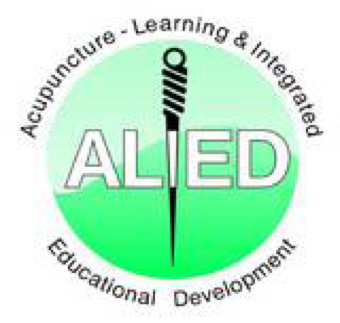 Acupuncture - Learning & Integrated
ALIED
Educational Development